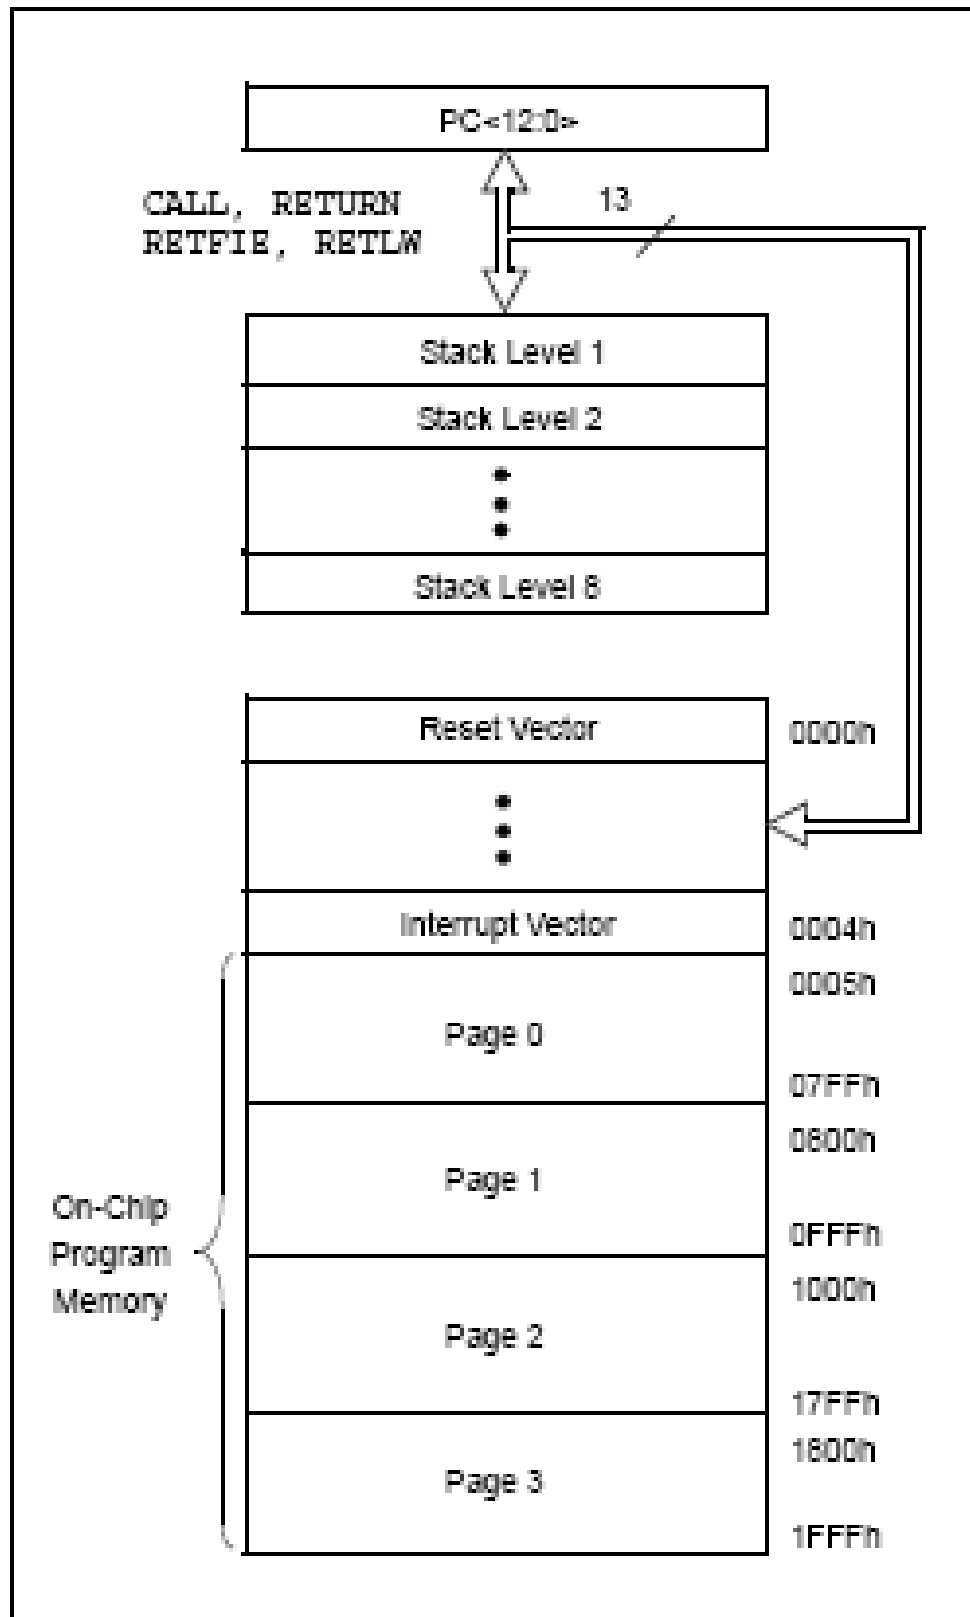 PC<12:0>
CALL, RETURN
RETFIE, RETLW
13
Stack Level 1
Stack Level 2
Stack Level 8
Reset Vector
0000h
Interrupt Vector
0004h
0005h
Page 0
07FFh
0800h
Page 1
0FFFh
On-Chip
Program
Memory
1000h
Page 2
17FFh
1800h
Page 3
1FFFh